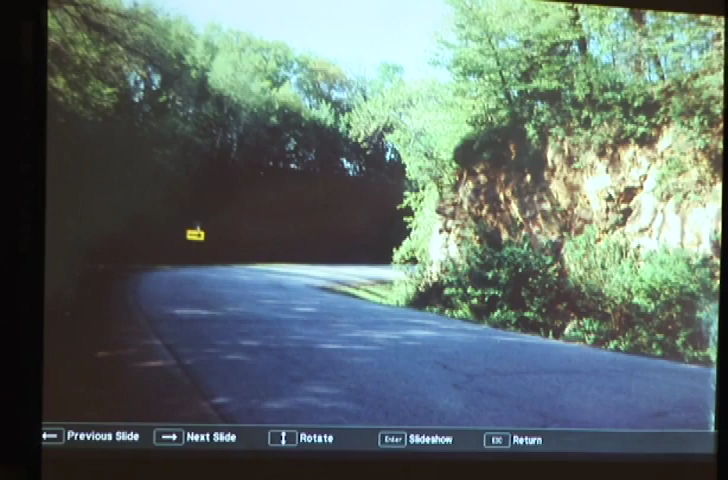 ← Previous Slide → Next Slide ↕ Rotate Enter Slideshow ESC Return